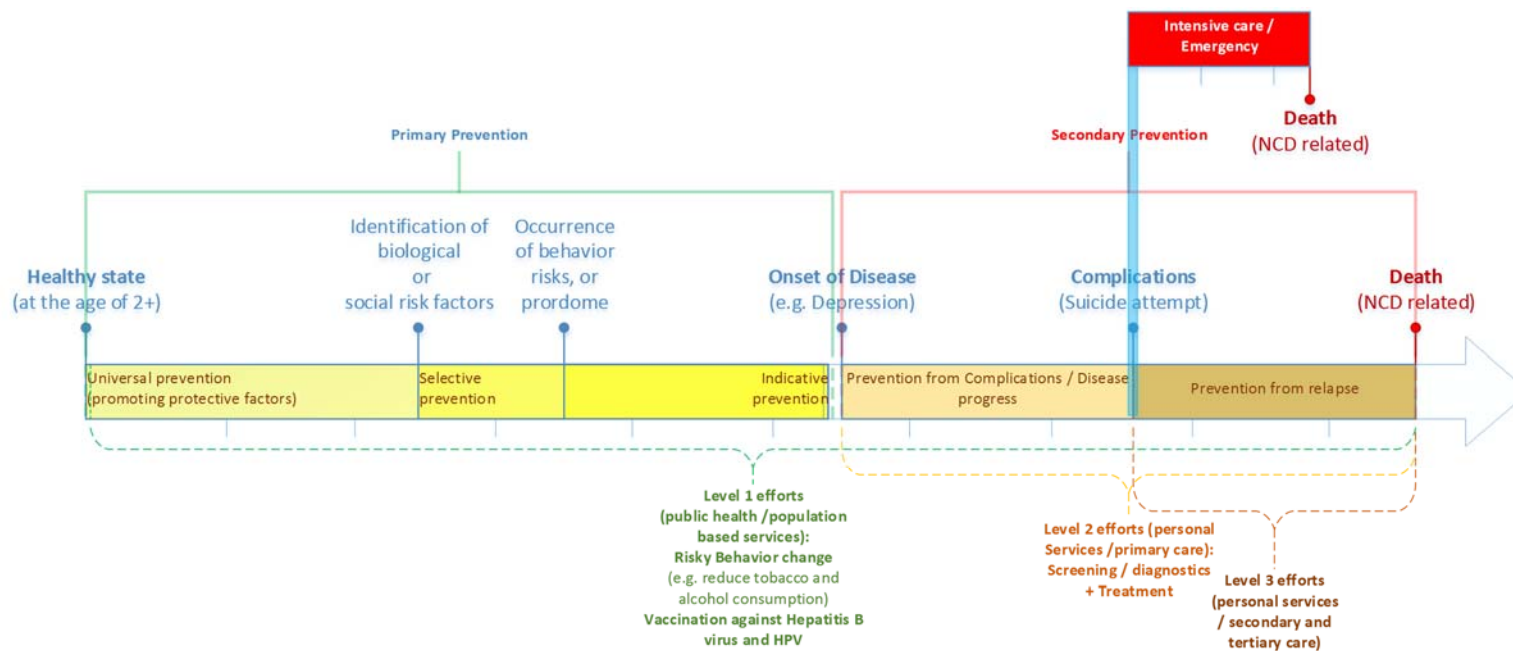 Intensive care /
Emergency
Death
(NCD related)
Primary Prevention
Secondary Prevention
Healthy state
(at the age of 2+)
Identification of
biological
or
social risk factors
Occurrence
of behavior
risks, or
prordome
Onset of Disease
(e.g. Depression)
Complications
(Suicide attempt)
Death
(NCD related)
Universal prevention
(promoting protective factors)
Selective
prevention
Indicative
prevention
Prevention from Complications / Disease
progress
Prevention from relapse
Level 1 efforts
(public health /population
based services):
Risky Behavior change
(e.g. reduce tobacco and
alcohol consumption)
Vaccination against Hepatitis B
virus and HPV
Level 2 efforts (personal
Services /primary care):
Screening / diagnostics
+ Treatment
Level 3 efforts
(personal services
/ secondary and
tertiary care)